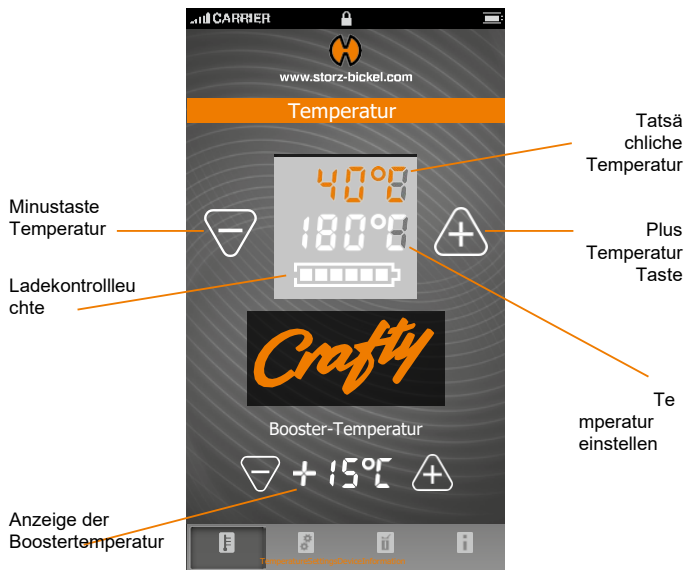 CARRIER
www.storz-bickel.com
Temperatur
Tatsä
chliche
Temperatur
40°C
Minustaste
Temperatur
180°C
Plus
Temperatur
Taste
Ladekontrollleu
chte
Crafty
Te
mperatur
einstellen
Booster-Temperatur
+15°C
Anzeige der
Boostertemperatur